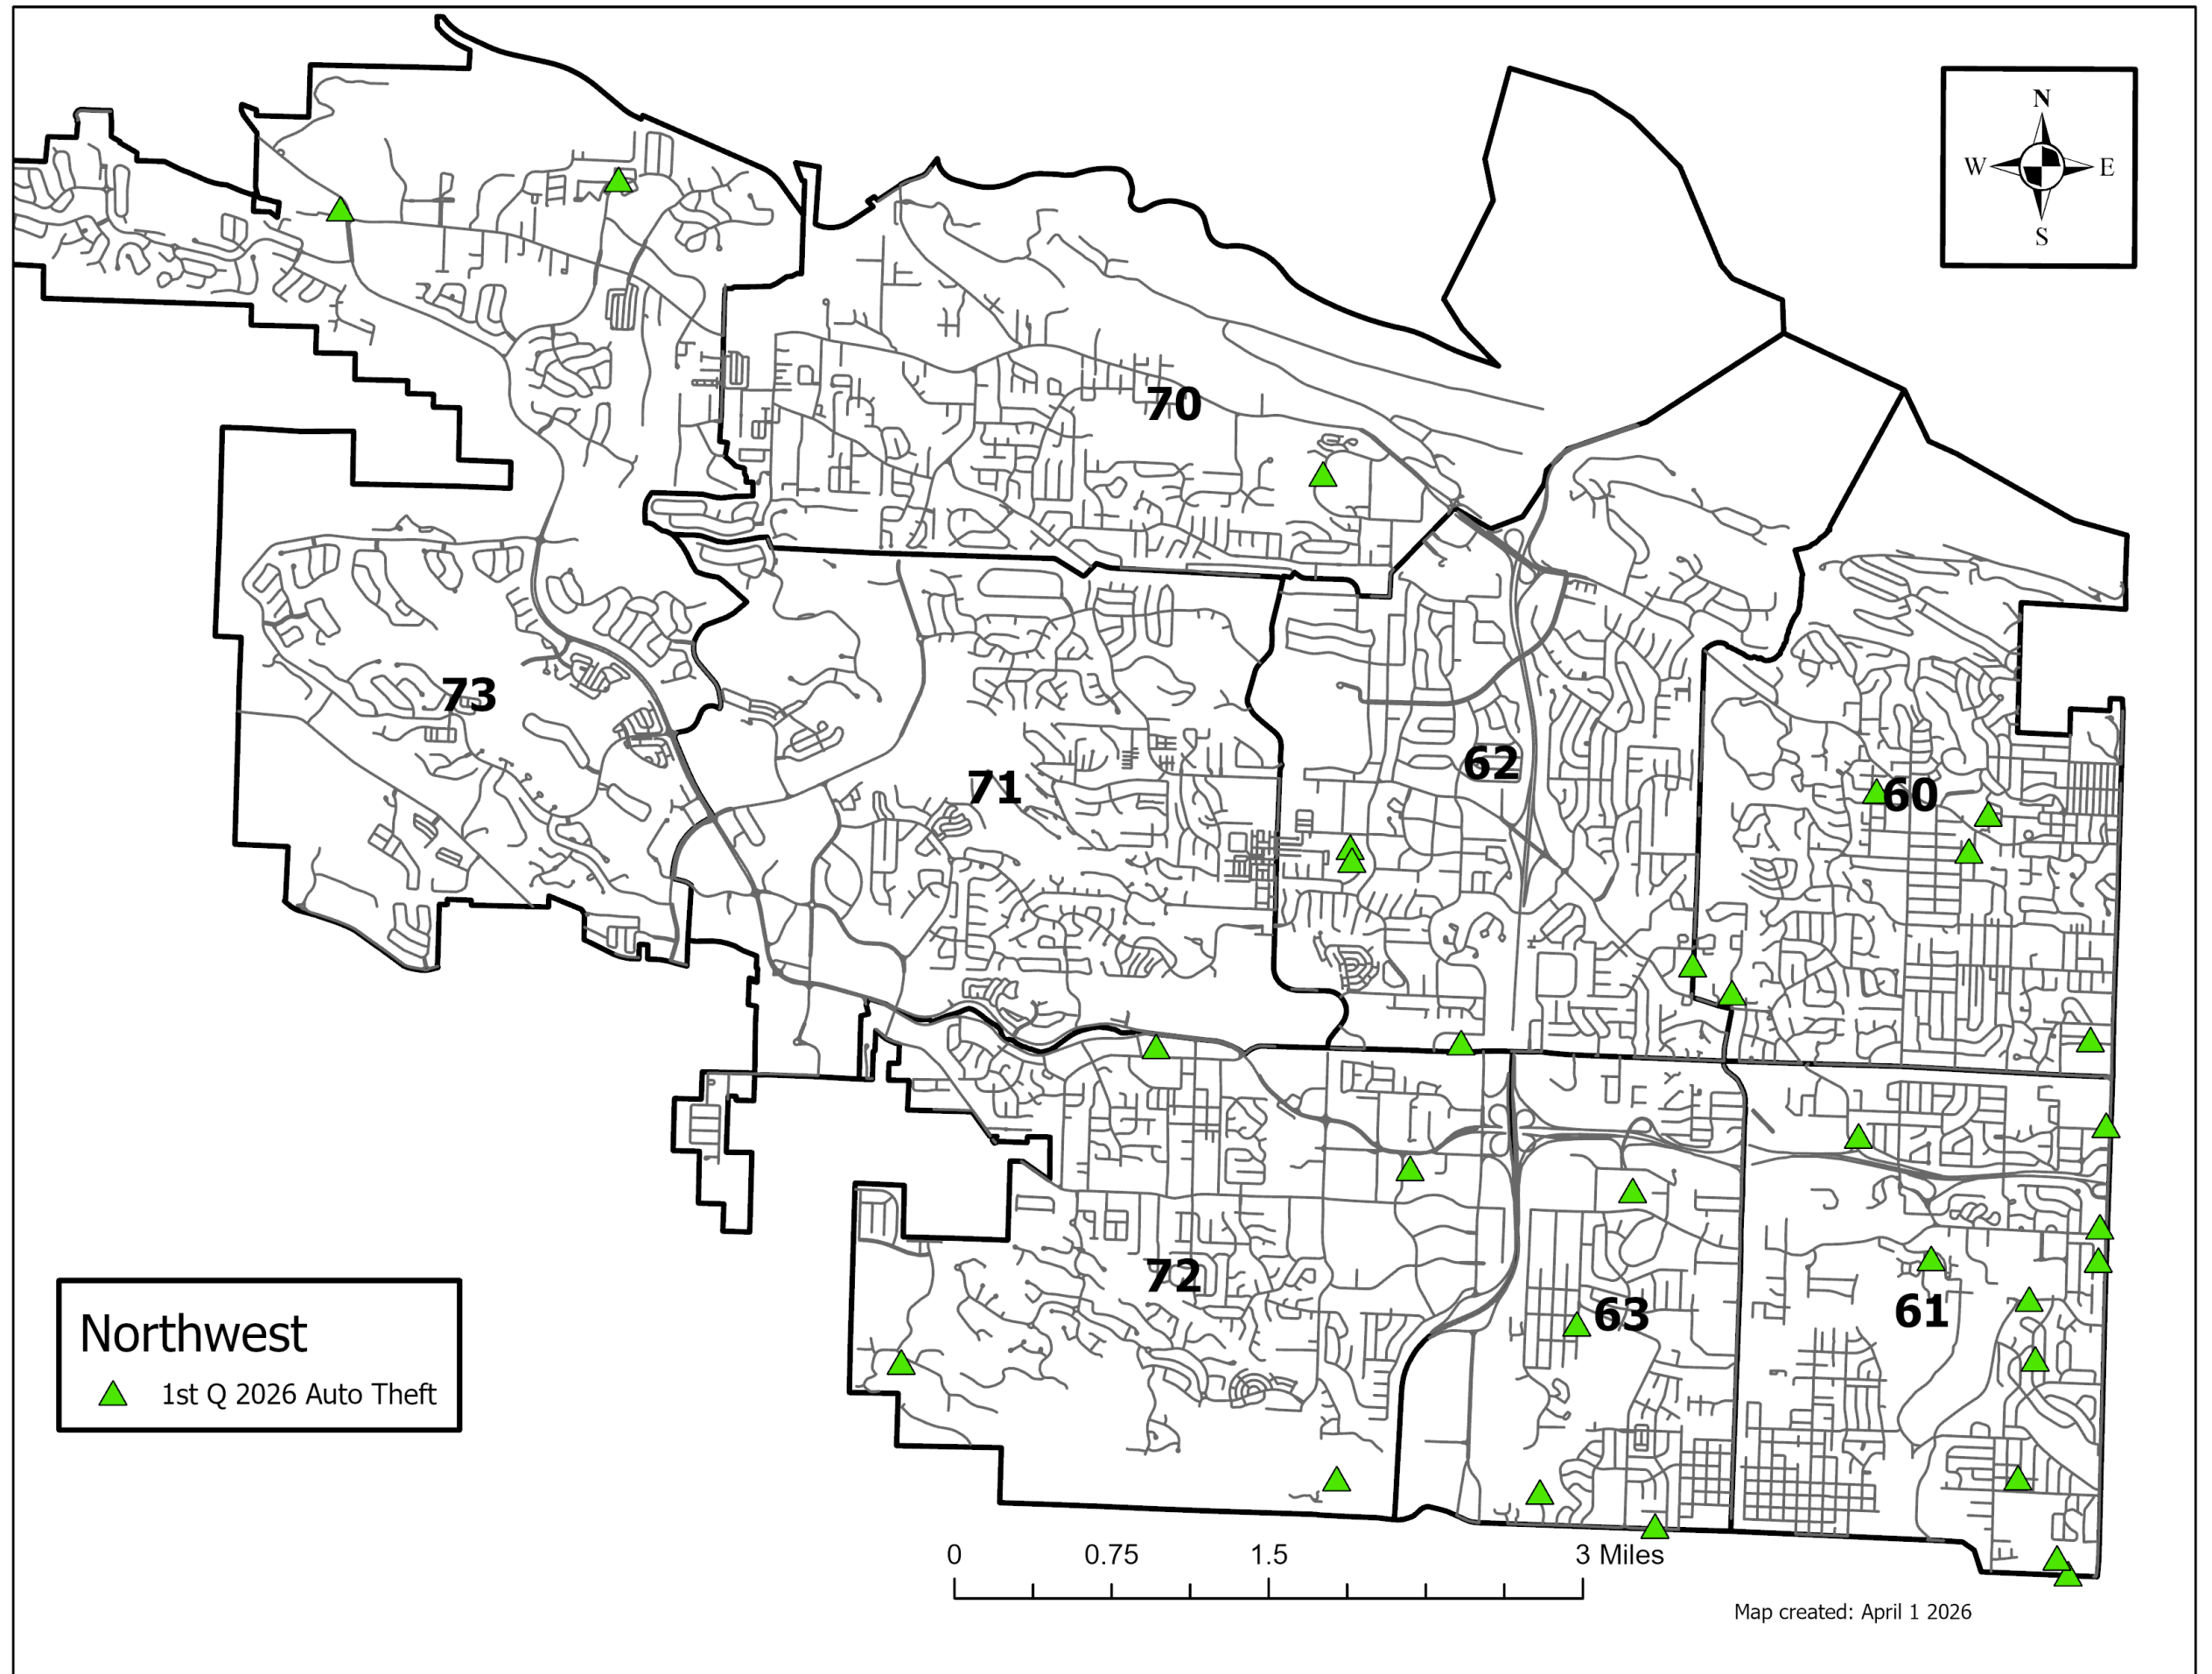 N
W E
S
70
73
62
71
60
72
63
61
Northwest
1st Q 2026 Auto Theft
0 0.75 1.5 3 Miles
Map created: April 1 2026